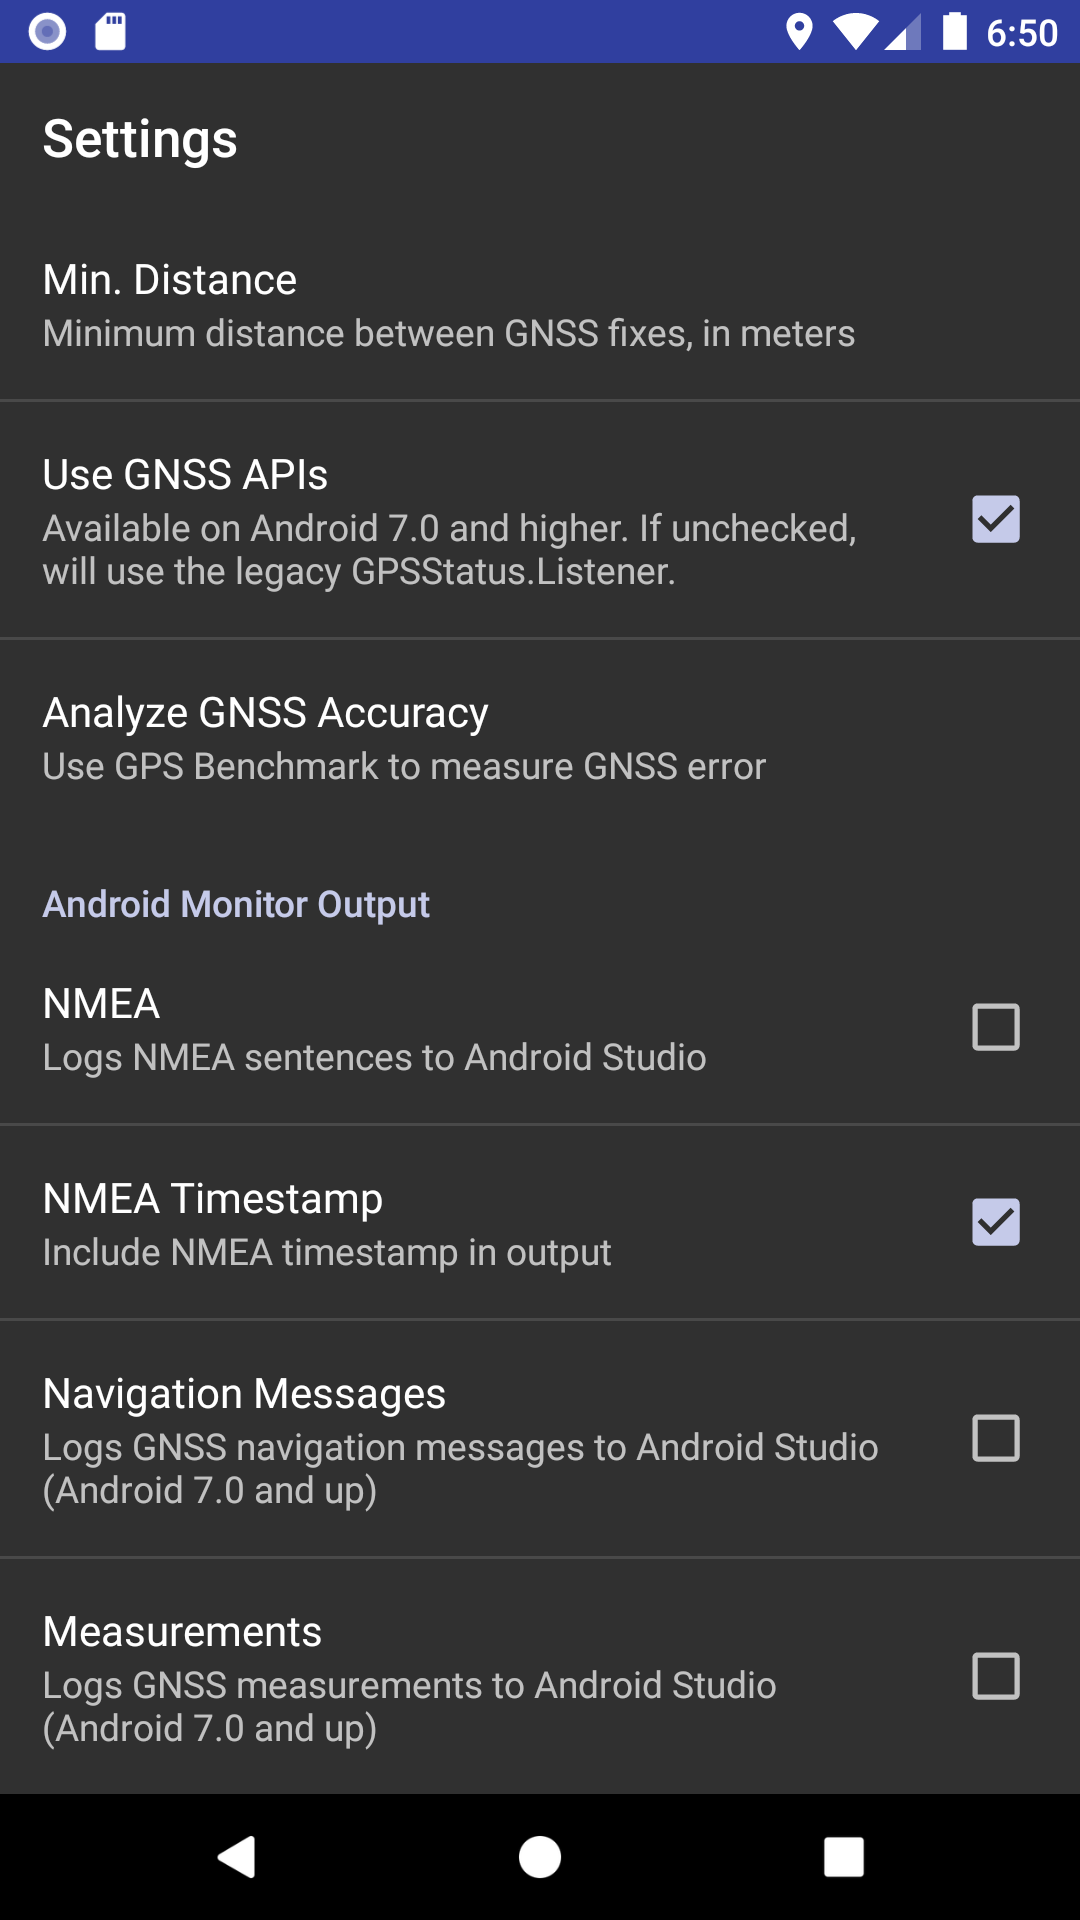 6:50
Settings
Min. Distance
Minimum distance between GNSS fixes, in meters
Use GNSS APIs
Available on Android 7.0 and higher. If unchecked,
will use the legacy GPSStatus.Listener.
Analyze GNSS Accuracy
Use GPS Benchmark to measure GNSS error
Android Monitor Output
NMEA
Logs NMEA sentences to Android Studio
NMEA Timestamp
Include NMEA timestamp in output
Navigation Messages
Logs GNSS navigation messages to Android Studio
(Android 7.0 and up)
Measurements
Logs GNSS measurements to Android Studio
(Android 7.0 and up)